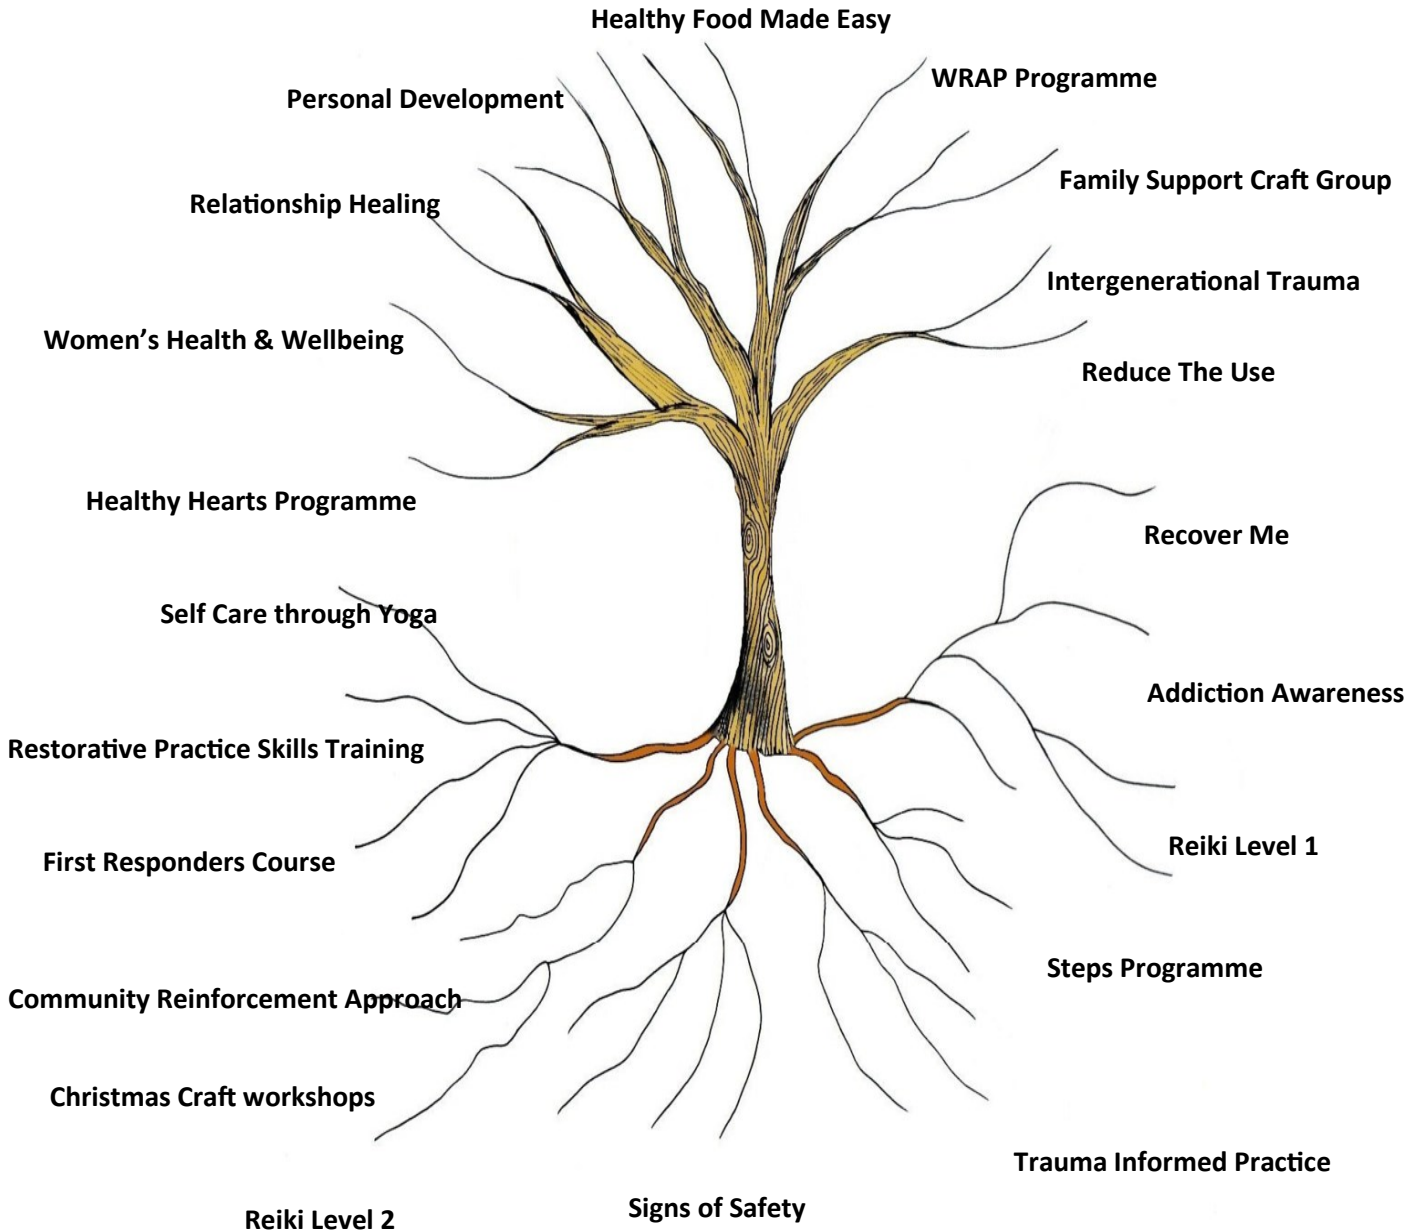 Healthy Food Made Easy
WRAP Programme
Personal Development
Family Support Craft Group
Relationship Healing
Intergenerational Trauma
Women’s Health & Wellbeing
Reduce The Use
Healthy Hearts Programme
Recover Me
Self Care through Yoga
Addiction Awareness
Restorative Practice Skills Training
Reiki Level 1
First Responders Course
Steps Programme
Community Reinforcement Approach
Christmas Craft workshops
Trauma Informed Practice
Signs of Safety
Reiki Level 2